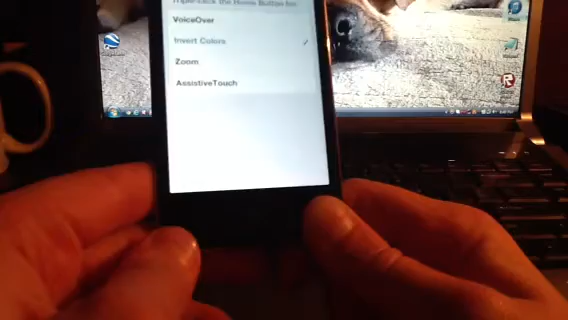 Triple-click the Home Button for:
VoiceOver
Invert Colors
Zoom
AssistiveTouch